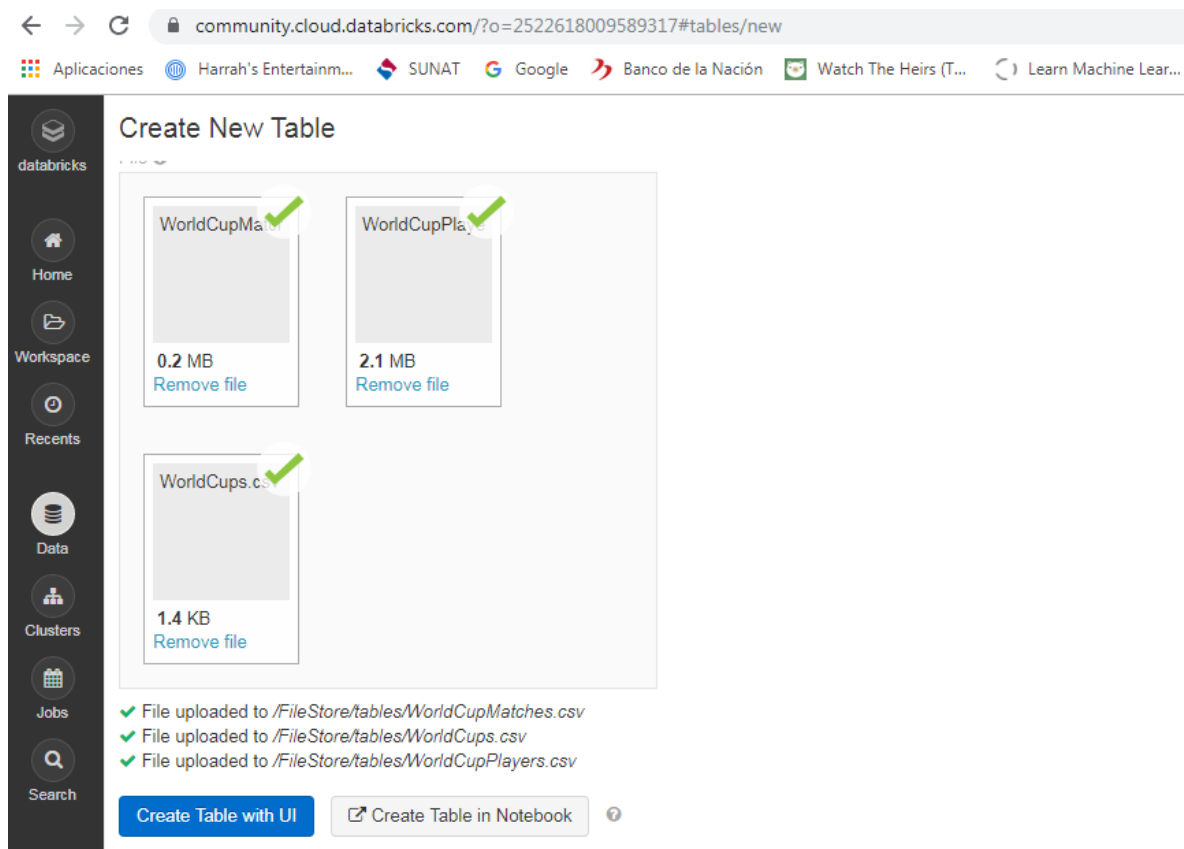 community.cloud.databricks.com/?o=2522618009589317#tables/new
Aplicaciones Harrah's Entertainm... SUNAT Google Banco de la Nación Watch The Heirs (T... Learn Machine Lear...
databricks
Home
Workspace
Recents
Data
Clusters
Jobs
Search
Create New Table
WorldCupMatc WorldCupPlaye
0.2 MB 2.1 MB
Remove file Remove file
WorldCups.csv
1.4 KB
Remove file
File uploaded to /FileStore/tables/WorldCupMatches.csv
File uploaded to /FileStore/tables/WorldCups.csv
File uploaded to /FileStore/tables/WorldCupPlayers.csv
Create Table with UI Create Table in Notebook